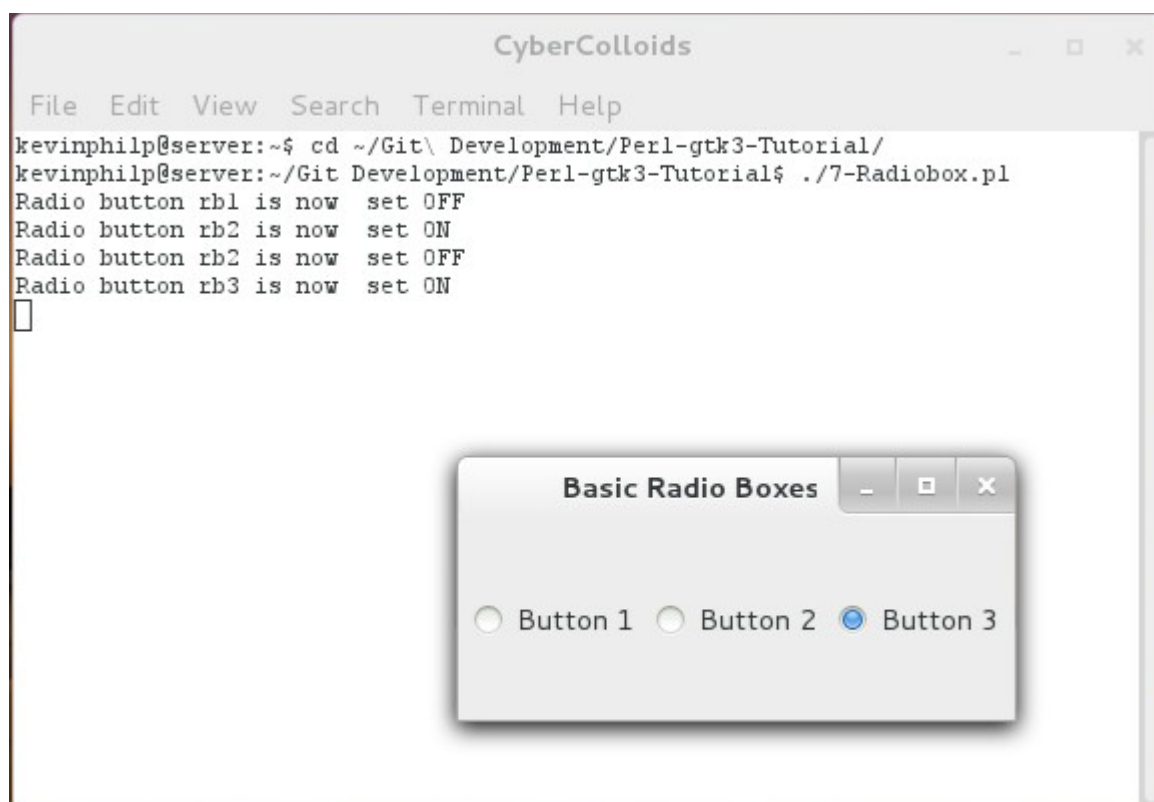 CyberColloids
File Edit View Search Terminal Help
kevinphilp@server:~$ cd ~/Git\ Development/Perl-gtk3-Tutorial/
kevinphilp@server:~/Git Development/Perl-gtk3-Tutorial$ ./7-Radiobox.pl
Radio button rb1 is now  set OFF
Radio button rb2 is now  set ON
Radio button rb2 is now  set OFF
Radio button rb3 is now  set ON
Basic Radio Boxes
Button 1 Button 2 Button 3